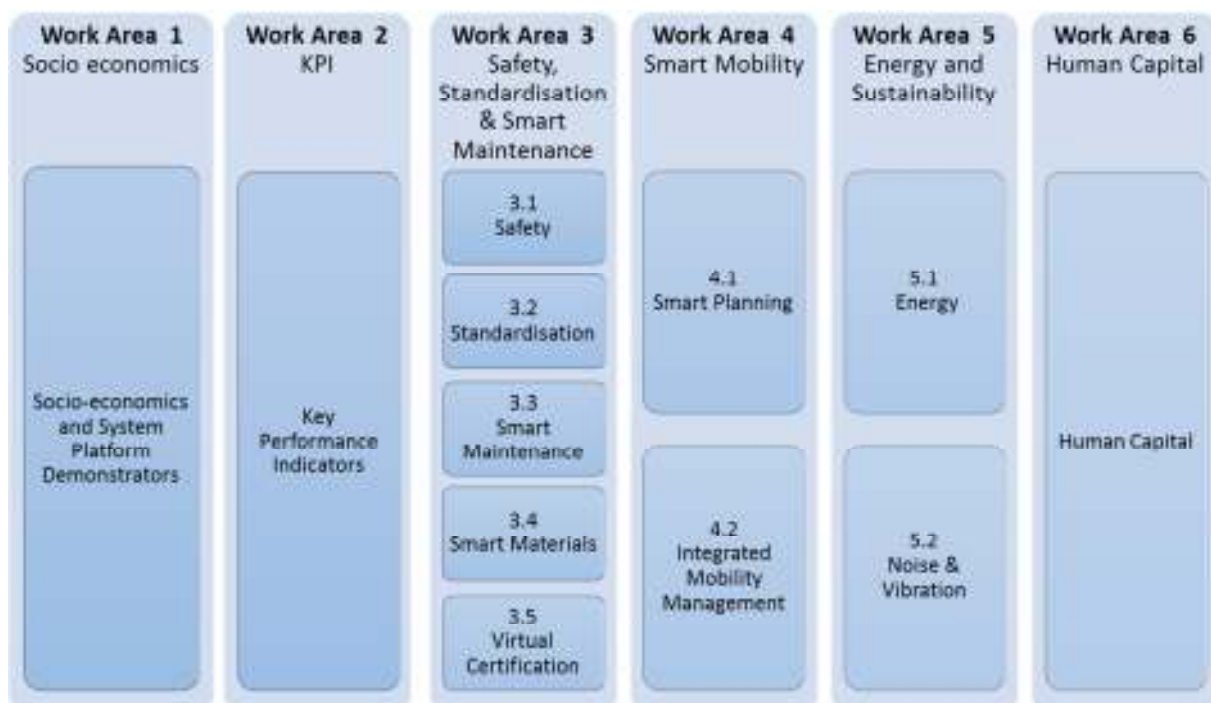 Work Area 1
Socio economics
Socio-economics
and System
Platform
Demonstrators
Work Area 2
KPI
Key
Performance
Indicators
Work Area 3
Safety,
Standardisation
& Smart
Maintenance
3.1
Safety
3.2
Standardisation
3.3
Smart
Maintenance
3.4
Smart Materials
3.5
Virtual
Certification
Work Area 4
Smart Mobility
4.1
Smart Planning
4.2
Integrated
Mobility
Management
Work Area 5
Energy and
Sustainability
5.1
Energy
5.2
Noise &
Vibration
Work Area 6
Human Capital
Human Capital